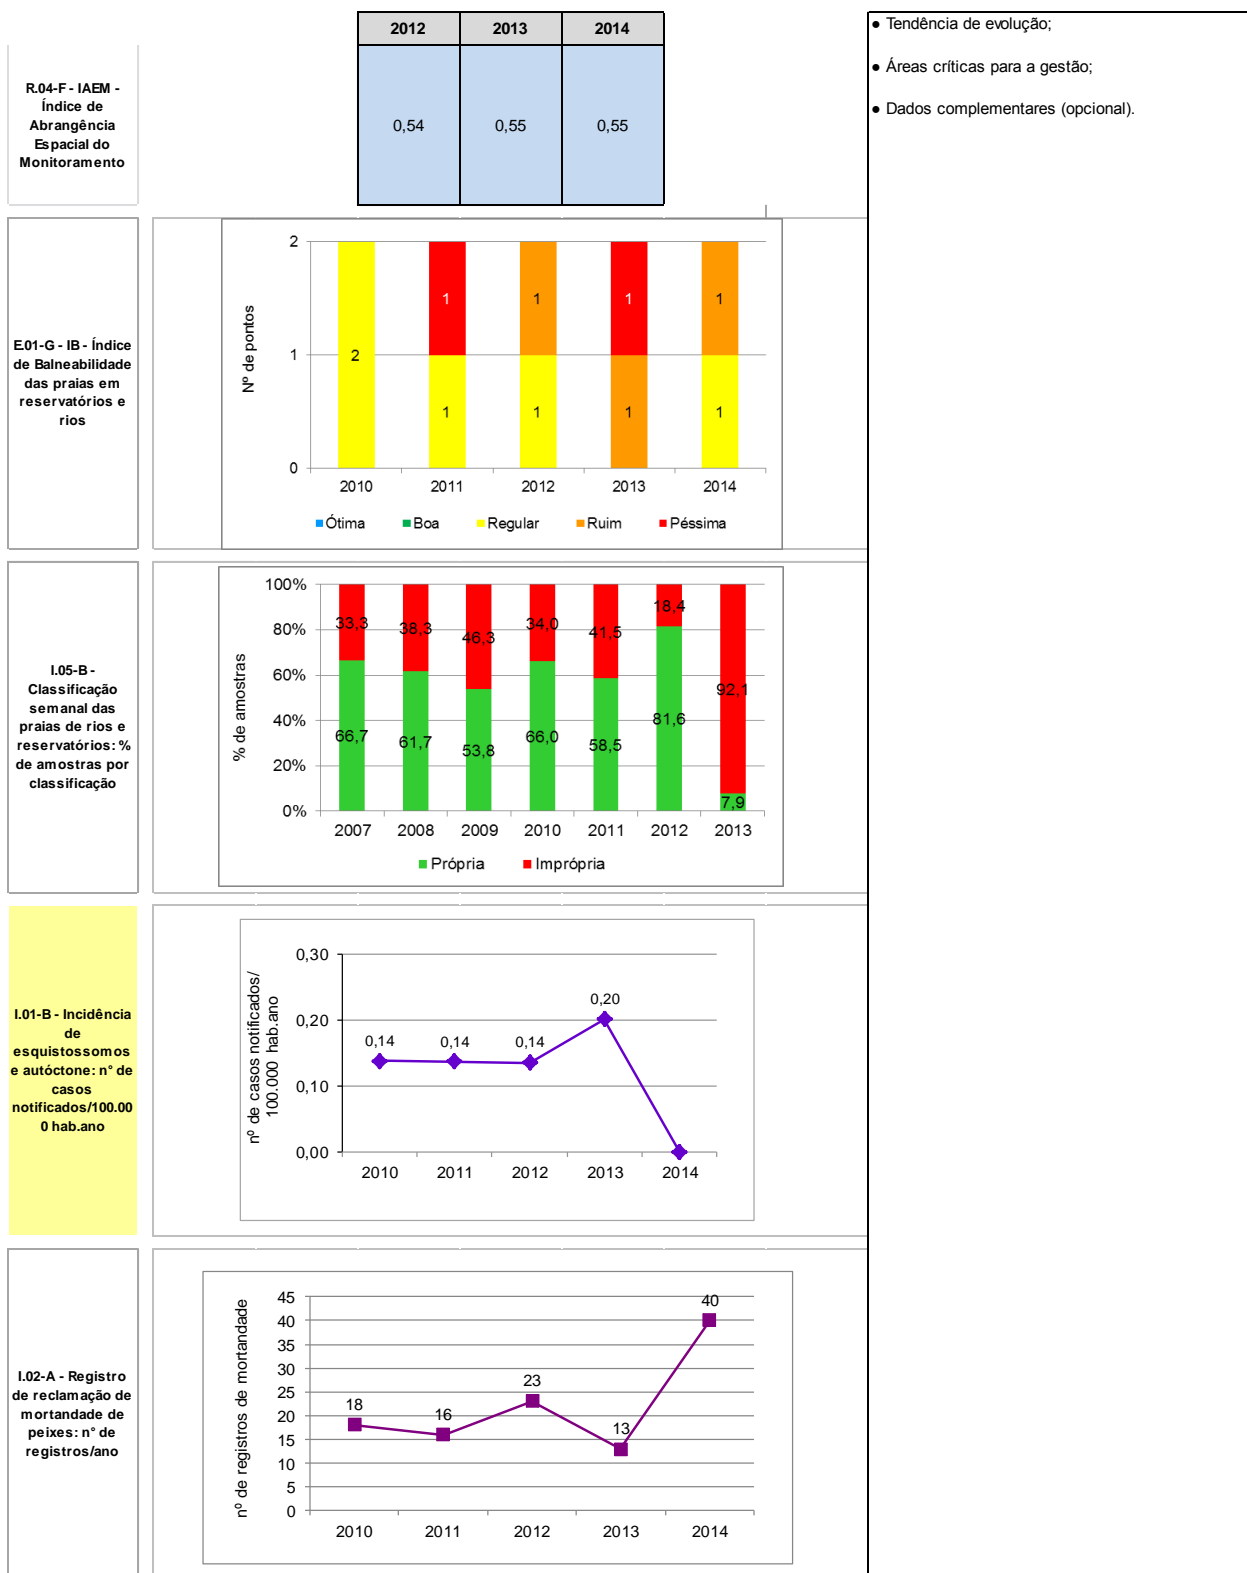 2012 2013 2014
R.04-F - IAEM -
Índice de
Abrangência
Espacial do
Monitoramento
0,54 0,55 0,55
● Tendência de evolução;
● Áreas críticas para a gestão;
● Dados complementares (opcional).
E.01-G - IB - Índice
de Balneabilidade
das praias em
reservatórios e
rios
Nº de pontos
2
1
0
2
1
1
1
1
1
1
1
1
2010 2011 2012 2013 2014
Ótima Boa Regular Ruim Péssima
I.05-B -
Classificação
semanal das
praias de rios e
reservatórios: %
de amostras por
classificação
% de amostras
100%
80%
60%
40%
20%
0%
33,3 38,3 46,3 34,0 41,5 18,4 92,1
66,7 61,7 53,8 66,0 58,5 81,6 7,9
2007 2008 2009 2010 2011 2012 2013
Própria Imprópria
I.01-B - Incidência
de
esquistossomos
e autóctone: n° de
casos
notificados/100.00
0 hab.ano
nº de casos notificados/
100.000 hab.ano
0,30
0,20
0,10
0,00
0,14 0,14 0,14 0,20
2010 2011 2012 2013 2014
I.02-A - Registro
de reclamação de
mortandade de
peixes: n° de
registros/ano
nº de registros de mortandade
45
40
35
30
25
20
15
10
5
0
18 16 23 13 40
2010 2011 2012 2013 2014